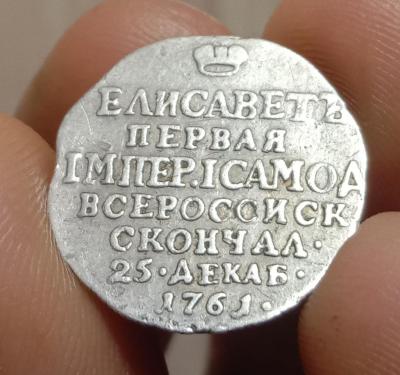 ЕЛИСАВЕТЪ
ПЕРВАЯ
IМПЕР.IСАМОД
ВСЕРОССИСК
СКОНЧАЛ·
25·ДЕКАБ·
1761·